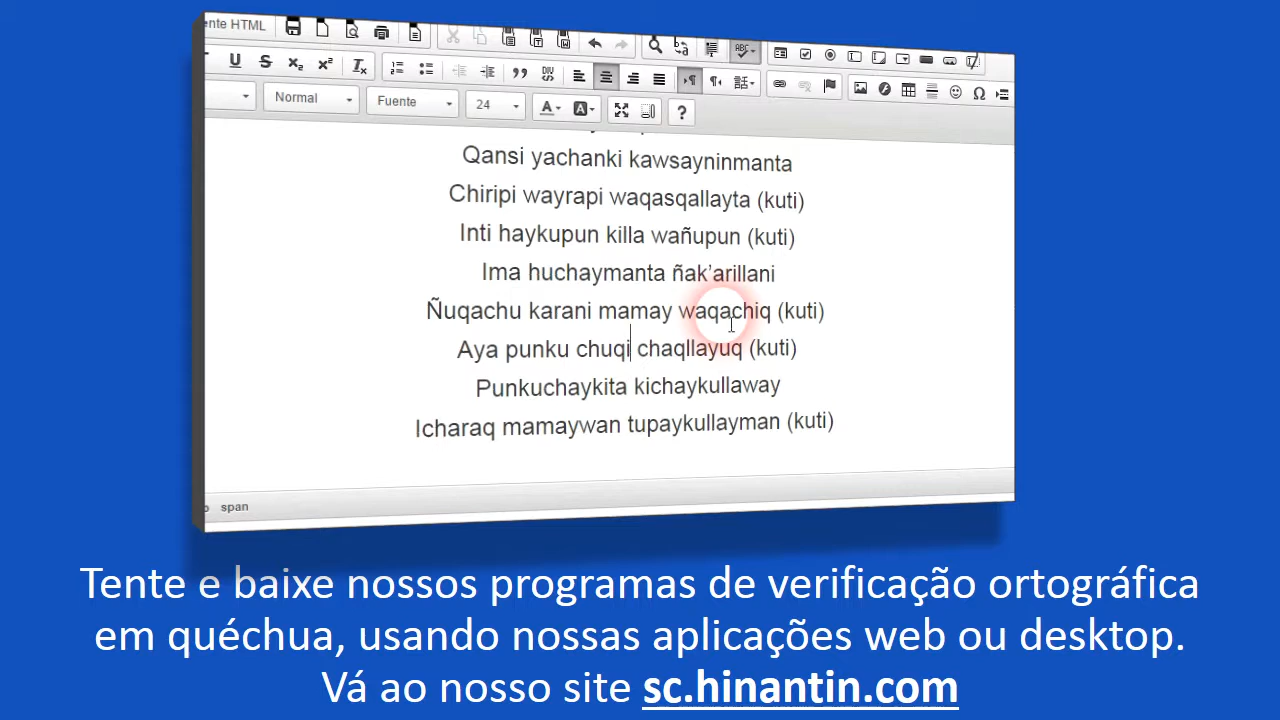 ente HTML
Normal Fuente 24
Qansi yachanki kawsayninmanta
Chiripi wayrapi waqasqallayta (kuti)
Inti haykupun killa wañupun (kuti)
Ima huchaymanta ñak'arillani
Ñuqachu karani mamay waqachiq (kuti)
Aya punku chuqi chaqllayuq (kuti)
Punkuchaykita kichaykullaway
Icharaq mamaywan tupaykullayman (kuti)
span
Tente e baixe nossos programas de verificação ortográfica
em quéchua, usando nossas aplicações web ou desktop.
Vá ao nosso site sc.hinantin.com